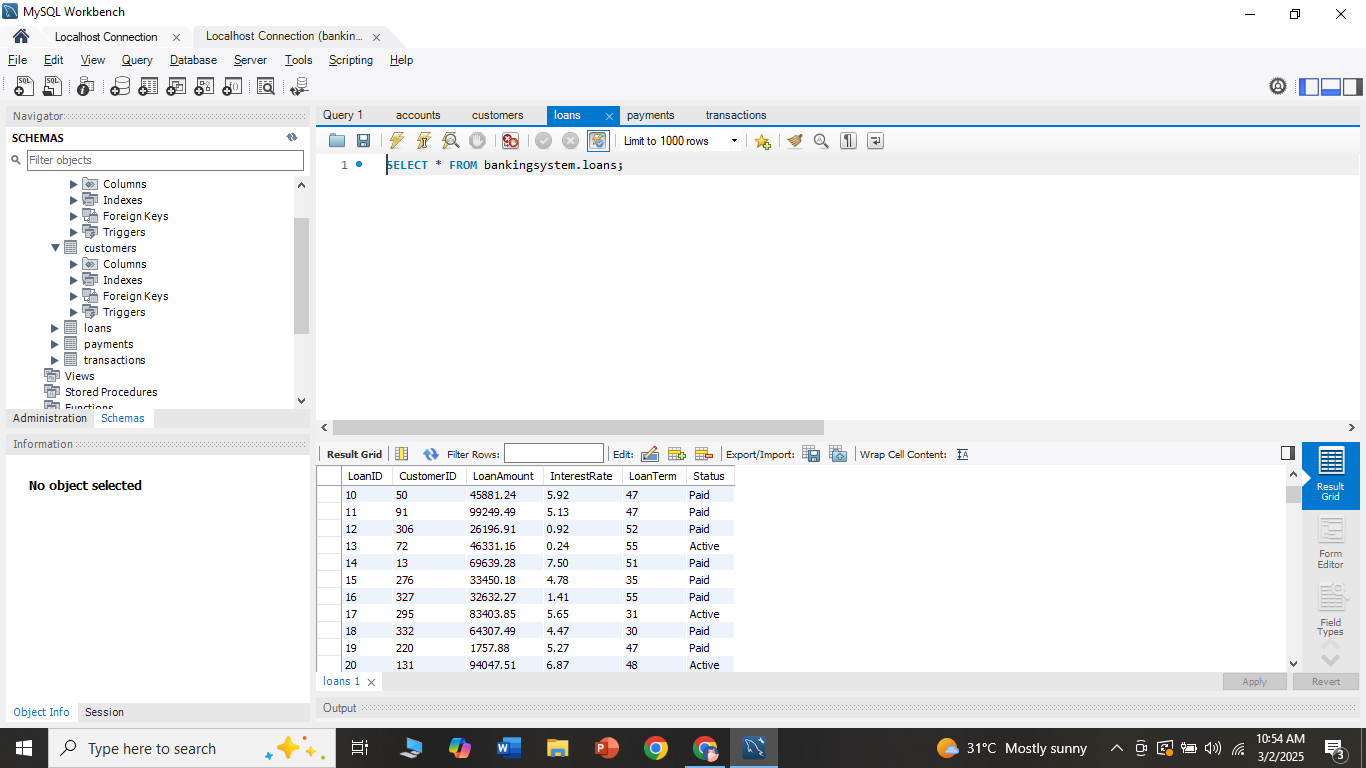 MySQL Workbench
Localhost Connection
Localhost Connection (bankin...
File Edit View Query Database Server Tools Scripting Help
Navigator
SCHEMAS
Filter objects
Columns
Indexes
Foreign Keys
Triggers
customers
Columns
Indexes
Foreign Keys
Triggers
loans
payments
transactions
Views
Stored Procedures
Functions
Administration Schemas
Information
No object selected
Object Info Session
Query 1 accounts customers loans payments transactions
Limit to 1000 rows
1 SELECT * FROM bankingsystem.loans;
Result Grid Filter Rows: Edit: Export/Import: Wrap Cell Content:
LoanID CustomerID LoanAmount InterestRate LoanTerm Status
10 50 45881.24 5.92 47 Paid
11 91 99249.49 5.13 47 Paid
12 306 26196.91 0.92 52 Paid
13 72 46331.16 0.24 55 Active
14 13 69639.28 7.50 51 Paid
15 276 33450.18 4.78 35 Paid
16 327 32632.27 1.41 55 Paid
17 295 83403.85 5.65 31 Active
18 332 64307.49 4.47 30 Paid
19 220 1757.88 5.27 47 Paid
20 131 94047.51 6.87 48 Active
Result
Grid
Form
Editor
Field
Types
loans 1
Apply Revert
Output
Type here to search
31°C Mostly sunny
10:54 AM
3/2/2025
3